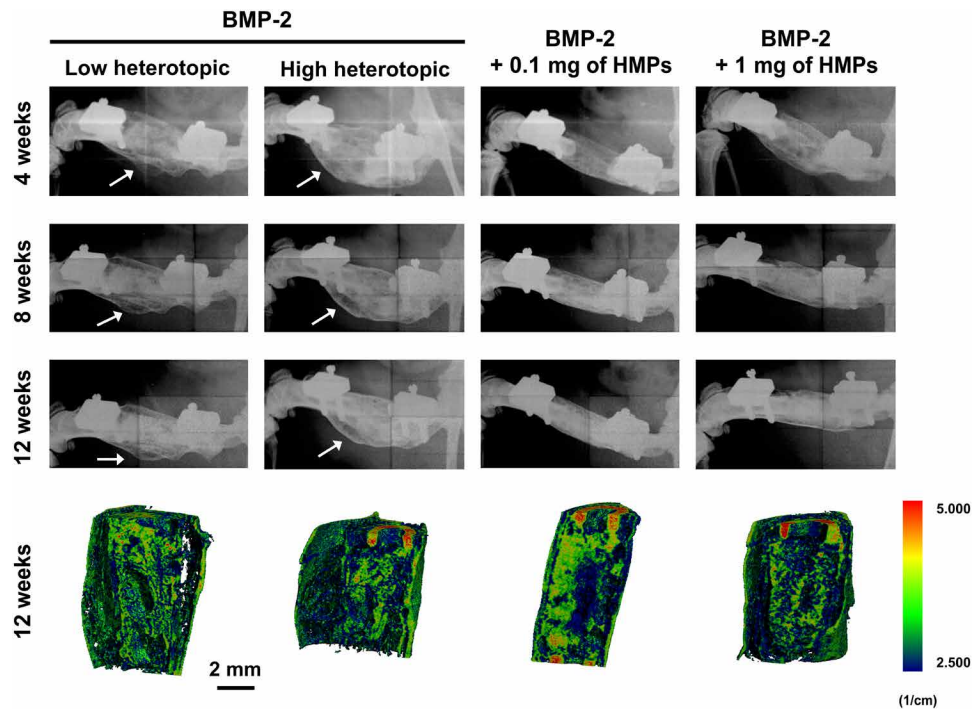 BMP-2
BMP-2
+ 0.1 mg of HMPs
BMP-2
+ 1 mg of HMPs
Low heterotopic
High heterotopic
4 weeks
8 weeks
12 weeks
12 weeks
5.000
2.500
(1/cm)
2 mm